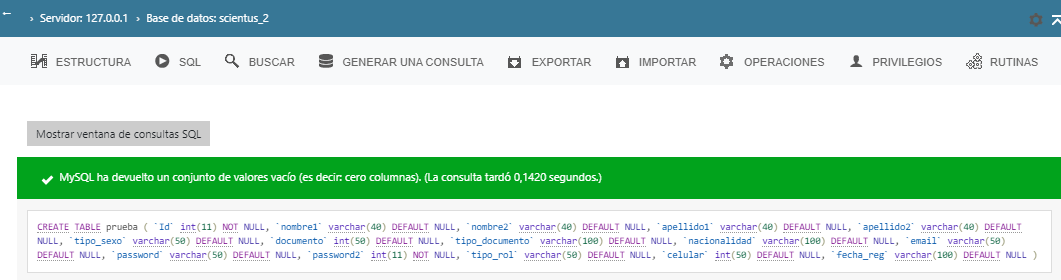 ← › Servidor: 127.0.0.1 › Base de datos: scientus_2
ESTRUCTURA SQL BUSCAR GENERAR UNA CONSULTA EXPORTAR IMPORTAR OPERACIONES PRIVILEGIOS RUTINAS
Mostrar ventana de consultas SQL
MySQL ha devuelto un conjunto de valores vacío (es decir: cero columnas). (La consulta tardó 0,1420 segundos.)
CREATE TABLE prueba ( `Id` int(11) NOT NULL, `nombre1` varchar(40) DEFAULT NULL, `nombre2` varchar(40) DEFAULT NULL, `apellido1` varchar(40) DEFAULT NULL, `apellido2` varchar(40) DEFAULT
NULL, `tipo_sexo` varchar(50) DEFAULT NULL, `documento` int(50) DEFAULT NULL, `tipo_documento` varchar(100) DEFAULT NULL, `nacionalidad` varchar(100) DEFAULT NULL, `email` varchar(50)
DEFAULT NULL, `password` varchar(50) DEFAULT NULL, `password2` int(11) NOT NULL, `tipo_rol` varchar(50) DEFAULT NULL, `celular` int(50) DEFAULT NULL, `fecha_reg` varchar(100) DEFAULT NULL )